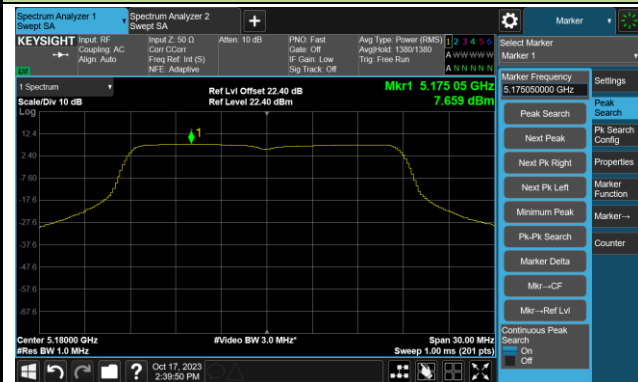 Spectrum Analyzer 1
Swept SA
Spectrum Analyzer 2
Swept SA
+
Marker
KEYSIGHT
Input: RF
Coupling: AC
Align: Auto
Input Z: 50 Ω
Corr CCorr
Freq Ref: Int (S)
NFE: Adaptive
Atten: 10 dB
PNO: Fast
Gate: Off
IF Gain: Low
Sig Track: Off
Avg Type: Power (RMS)
Avg|Hold: 1380/1380
Trig: Free Run
1 2 3 4 5 6
A W W W W W
A N N N N N
LXI
Select Marker
Marker 1
1 Spectrum
Scale/Div 10 dB
Log
Ref Lvl Offset 22.40 dB
Ref Level 22.40 dBm
Mkr1 5.175 05 GHz
7.659 dBm
1
12.4
2.40
-7.60
-17.6
-27.6
-37.6
-47.6
-57.6
-67.6
Center 5.18000 GHz
#Res BW 1.0 MHz
#Video BW 3.0 MHz*
Span 30.00 MHz
Sweep 1.00 ms (201 pts)
Marker Frequency
5.175050000 GHz
Peak Search
Next Peak
Next Pk Right
Next Pk Left
Minimum Peak
Pk-Pk Search
Marker Delta
Mkr→CF
Mkr→Ref Lvl
Continuous Peak
Search
On
Off
Settings
Peak
Search
Pk Search
Config
Properties
Marker
Function
Marker→
Counter
?
Oct 17, 2023
2:39:50 PM